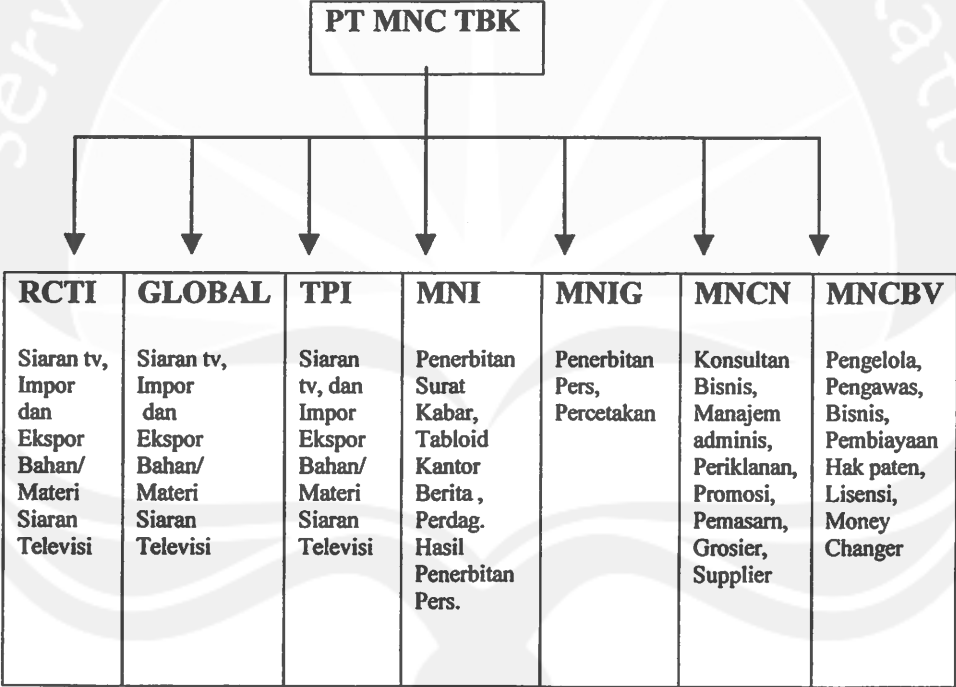 PT MNC TBK
RCTI
Siaran tv,
Impor
dan
Ekspor
Bahan/
Materi
Siaran
Televisi
GLOBAL
Siaran tv,
Impor
dan
Ekspor
Bahan/
Materi
Siaran
Televisi
TPI
Siaran
tv, dan
Impor
Ekspor
Bahan/
Materi
Siaran
Televisi
MNI
Penerbitan
Surat
Kabar,
Tabloid
Kantor
Berita ,
Perdag.
Hasil
Penerbitan
Pers.
MNIG
Penerbitan
Pers,
Percetakan
MNCN
Konsultan
Bisnis,
Manajem
adminis,
Periklanan,
Promosi,
Pemasarn,
Grosier,
Supplier
MNCBV
Pengelola,
Pengawas,
Bisnis,
Pembiayaan
Hak paten,
Lisensi,
Money
Changer